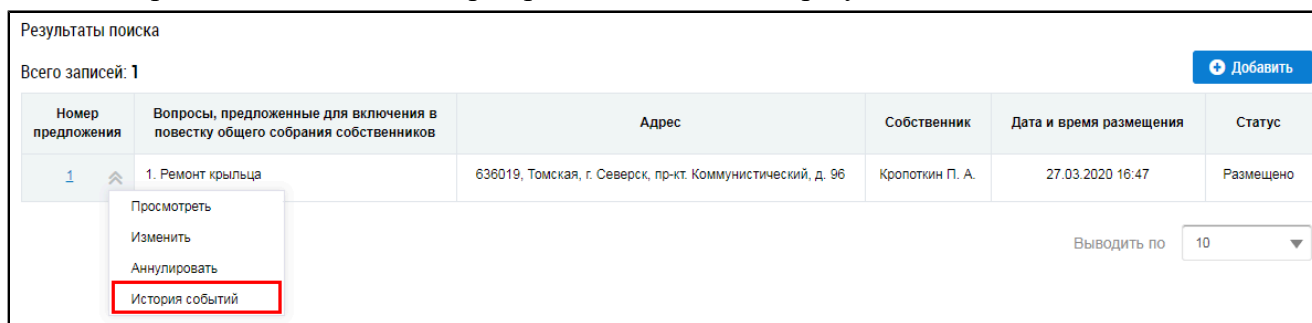 Результаты поиска
Всего записей: 1
Добавить
Номер предложения
Вопросы, предложенные для включения в повестку общего собрания собственников
Адрес
Собственник
Дата и время размещения
Статус
1
1. Ремонт крыльца
636019, Томская, г. Северск, пр-кт. Коммунистический, д. 96
Кропоткин П. А.
27.03.2020 16:47
Размещено
Просмотреть
Изменить
Аннулировать
История событий
Выводить по
10